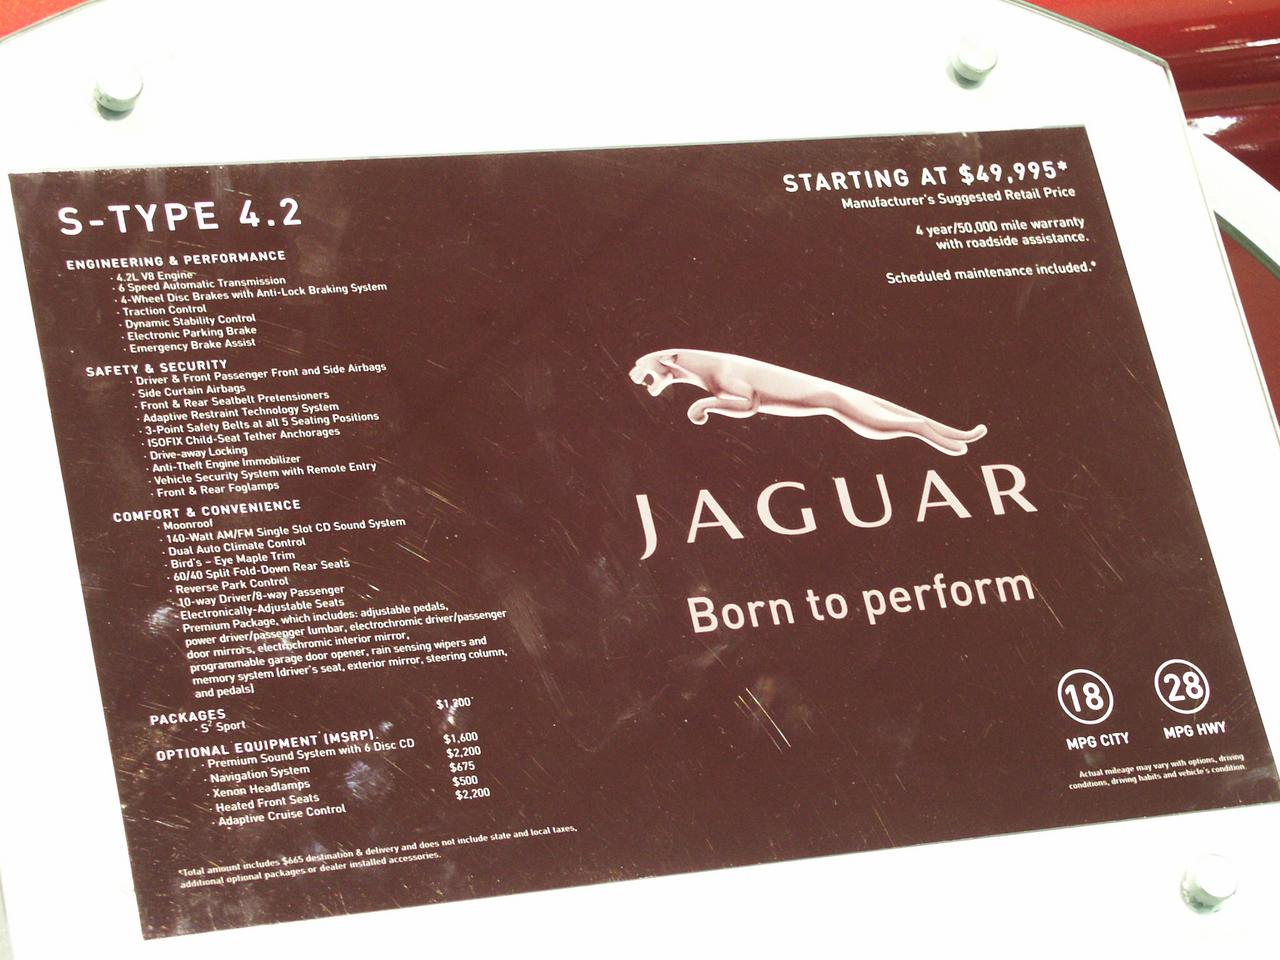 S-TYPE 4.2
ENGINEERING & PERFORMANCE
· 4.2L V8 Engine
· 6 Speed Automatic Transmission
· 4-Wheel Disc Brakes with Anti-Lock Braking System
· Traction Control
· Dynamic Stability Control
· Electronic Parking Brake
· Emergency Brake Assist
SAFETY & SECURITY
· Driver & Front Passenger Front and Side Airbags
· Side Curtain Airbags
· Front & Rear Seatbelt Pretensioners
· Adaptive Restraint Technology System
· 3-Point Safety Belts at all 5 Seating Positions
· ISOFIX Child-Seat Tether Anchorages
· Drive-away Locking
· Anti-Theft Engine Immobilizer
· Vehicle Security System with Remote Entry
· Front & Rear Foglamps
COMFORT & CONVENIENCE
· Moonroof
· 140-Watt AM/FM Single Slot CD Sound System
· Dual Auto Climate Control
· Bird's – Eye Maple Trim
· 60/40 Split Fold-Down Rear Seats
· Reverse Park Control
· 10-way Driver/8-way Passenger
· Electronically-Adjustable Seats
· Premium Package, which includes: adjustable pedals,
power driver/passenger lumbar, electrochromic driver/passenger
door mirrors, electrochromic interior mirror,
programmable garage door opener, rain sensing wipers and
memory system (driver's seat, exterior mirror, steering column,
and pedals)
PACKAGES
· S² Sport $1,200*
OPTIONAL EQUIPMENT (MSRP).
· Premium Sound System with 6 Disc CD $1,600
· Navigation System $2,200
· Xenon Headlamps $675
· Heated Front Seats $500
· Adaptive Cruise Control $2,200
*Total amount includes $665 destination & delivery and does not include state and local taxes,
additional optional packages or dealer installed accessories.
STARTING AT $49,995*
Manufacturer's Suggested Retail Price
4 year/50,000 mile warranty
with roadside assistance.
Scheduled maintenance included.*
JAGUAR
Born to perform
18 28
MPG CITY MPG HWY
Actual mileage may vary with options, driving
conditions, driving habits and vehicle's condition